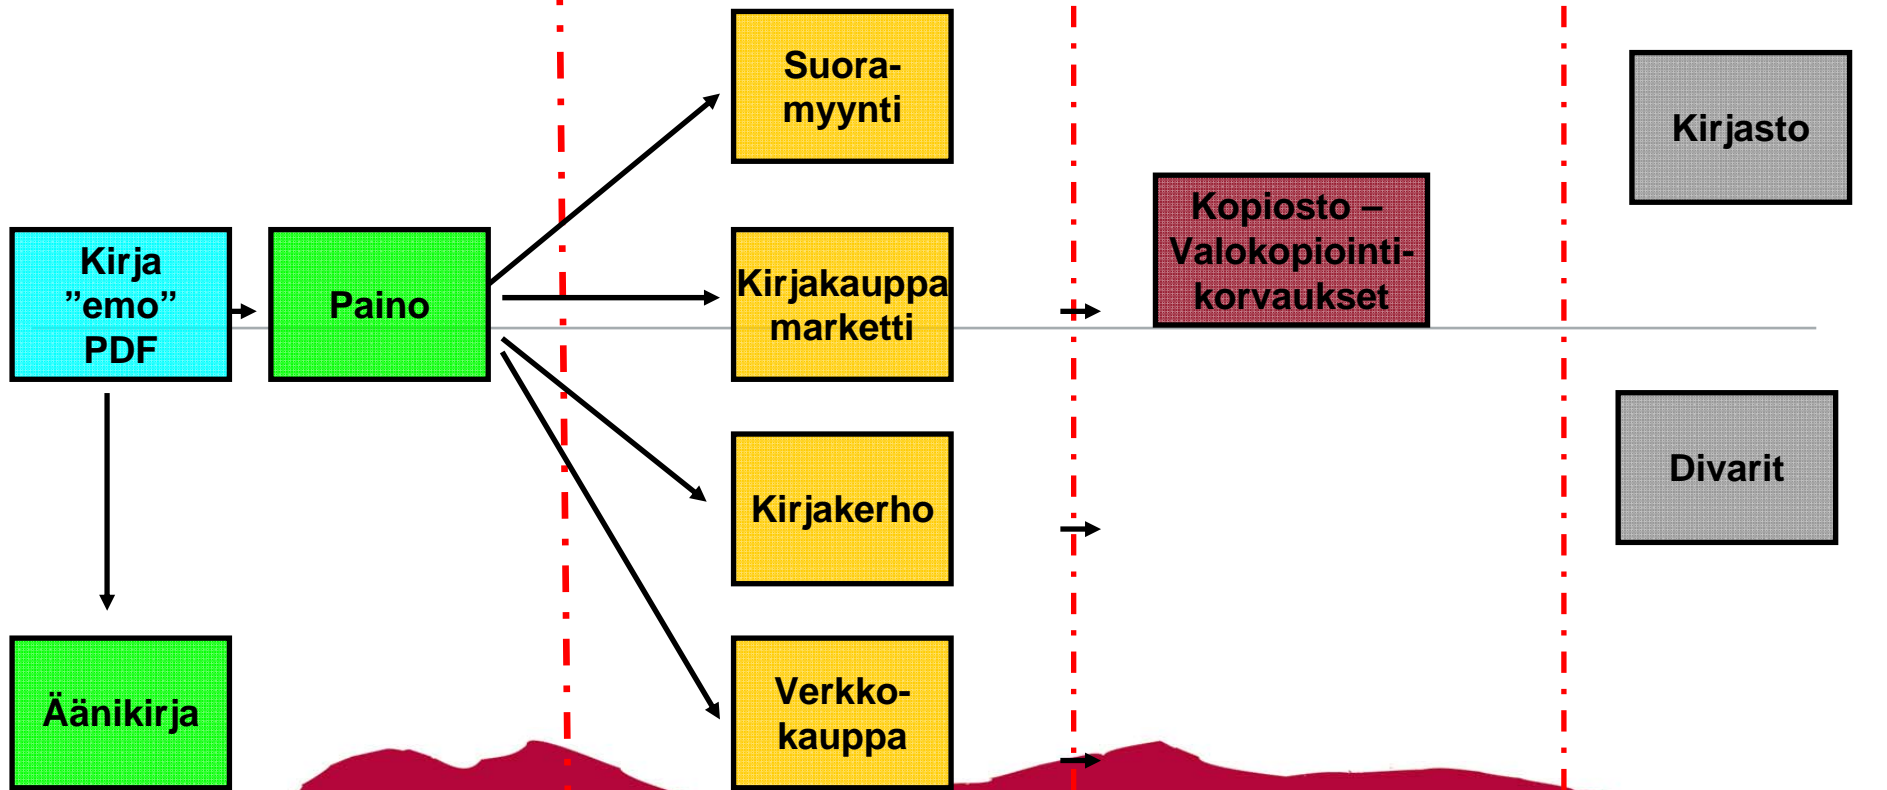 Kirja
”emo”
PDF
Äänikirja
Paino
Suora-
myynti
Kirjakauppa
marketti
Kirjakerho
Verkko-
kauppa
Kopiosto –
Valokopiointi-
korvaukset
Kirjasto
Divarit